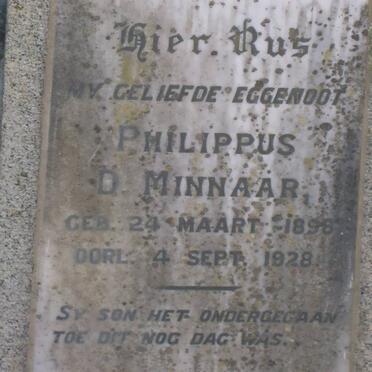 Hier Rus
MY GELIEFDE EGGENOOT
PHILIPPUS
D. MINNAAR,
GEB. 24 MAART 1896
OORL. 4 SEPT. 1928.
SY SON HET ONDERGEGAAN
TOE DIT NOG DAG WAS.